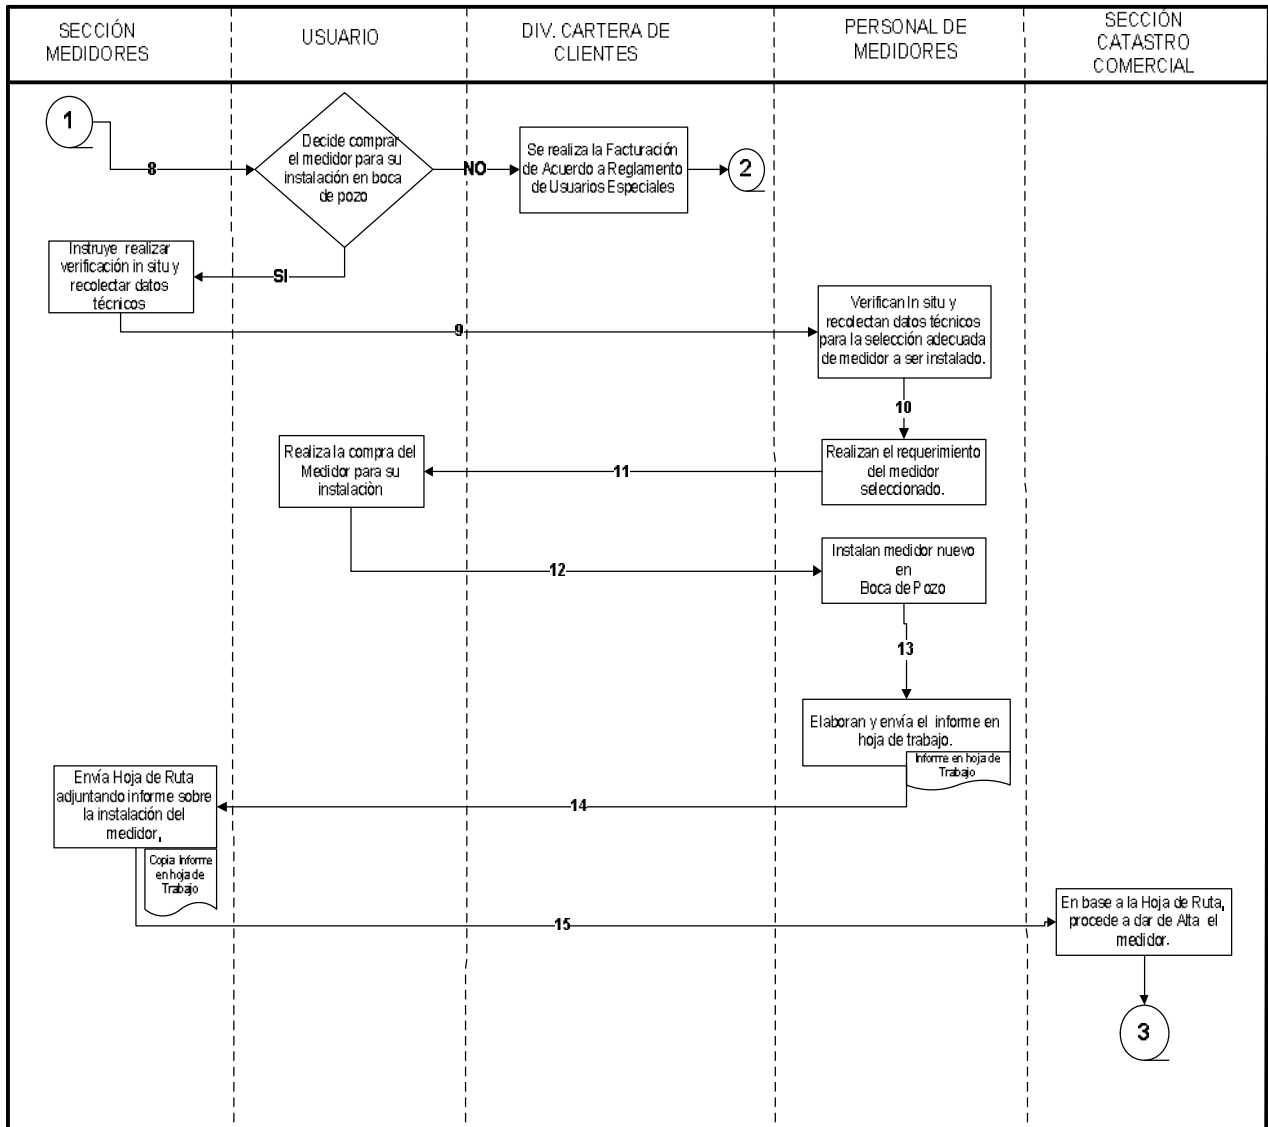 SECCIÓN
MEDIDORES
USUARIO
DIV. CARTERA DE
CLIENTES
PERSONAL DE
MEDIDORES
SECCIÓN
CATASTRO
COMERCIAL
1
8
Decide comprar
el medidor para su
instalación en boca
de pozo
NO
Se realiza la Facturación
de Acuerdo a Reglamento
de Usuarios Especiales
2
SI
Instruye realizar
verificación in situ y
recolectar datos
técnicos
9
Verifican In situ y
recolectan datos técnicos
para la selección adecuada
de medidor a ser instalado.
10
Realizan el requerimiento
del medidor
seleccionado.
11
Realiza la compra del
Medidor para su
instalaciòn
12
Instalan medidor nuevo
en
Boca de Pozo
13
Elaboran y envía el informe en
hoja de trabajo.
Informe en hoja de
Trabajo
14
Envía Hoja de Ruta
adjuntando informe sobre
la instalación del
medidor,
Copia Informe
en hoja de
Trabajo
15
En base a la Hoja de Ruta,
procede a dar de Alta el
medidor.
3